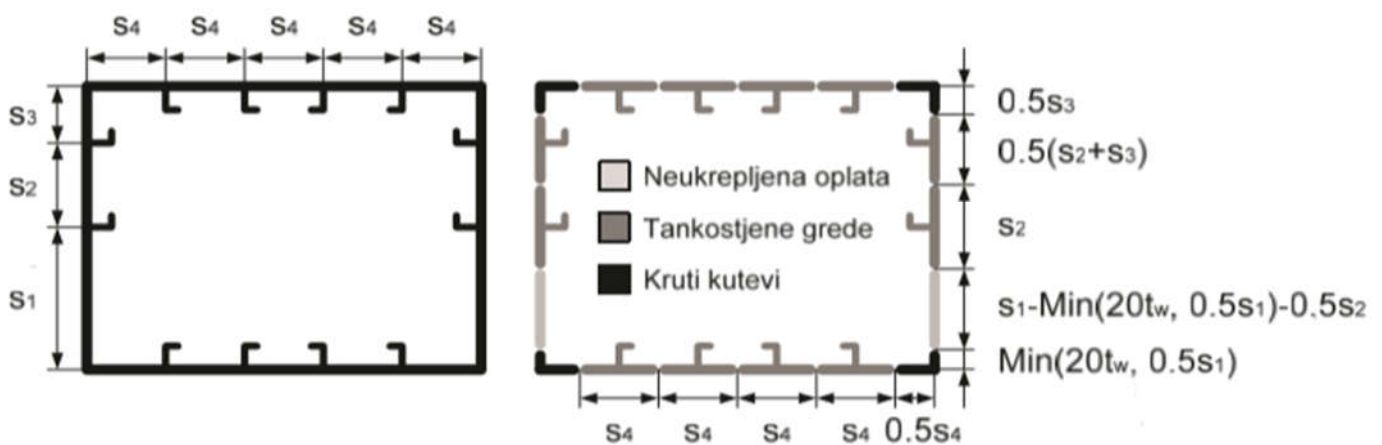 s4 s4 s4 s4 s4
s3
s2
s1
Neukrepljena oplata
Tankostjene grede
Kruti kutevi
0.5s3
0.5(s2+s3)
s2
s1-Min(20tw, 0.5s1)-0.5s2
Min(20tw, 0.5s1)
s4 s4 s4 s4 0.5s4